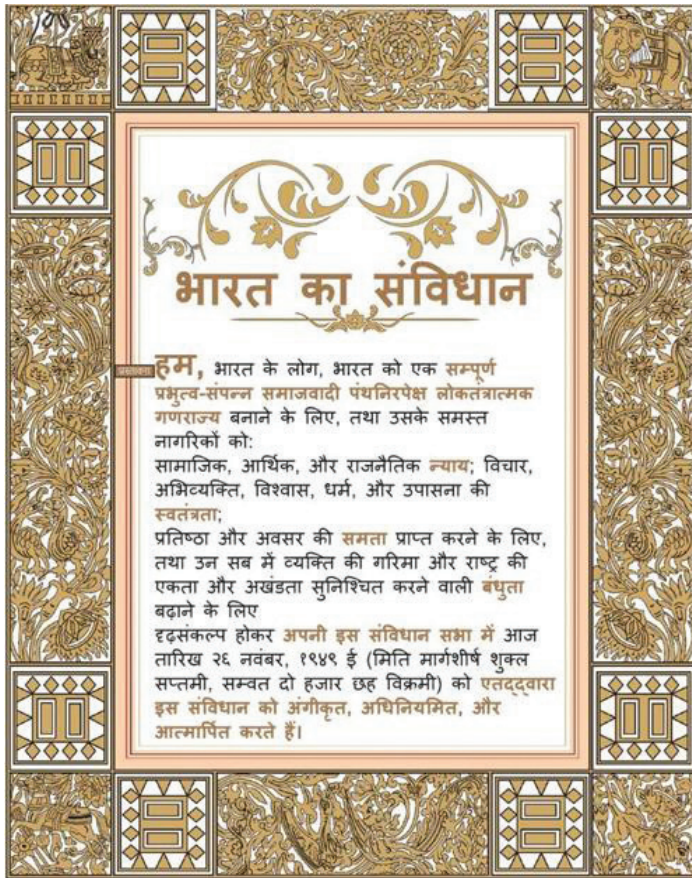 भारत का संविधान
प्रस्तावना
हम, भारत के लोग, भारत को एक सम्पूर्ण
प्रभुत्व-संपन्न समाजवादी पंथनिरपेक्ष लोकतंत्रात्मक
गणराज्य बनाने के लिए, तथा उसके समस्त
नागरिकों को:
सामाजिक, आर्थिक, और राजनैतिक न्याय; विचार,
अभिव्यक्ति, विश्वास, धर्म, और उपासना की
स्वतंत्रता;
प्रतिष्ठा और अवसर की समता प्राप्त करने के लिए,
तथा उन सब में व्यक्ति की गरिमा और राष्ट्र की
एकता और अखंडता सुनिश्चित करने वाली बंधुता
बढ़ाने के लिए
दृढ़संकल्प होकर अपनी इस संविधान सभा में आज
तारिख २६ नवंबर, १९४९ ई (मिति मार्गशीर्ष शुक्ल
सप्तमी, सम्वत दो हजार छह विक्रमी) को एतद्द्वारा
इस संविधान को अंगीकृत, अधिनियमित, और
आत्मार्पित करते हैं।